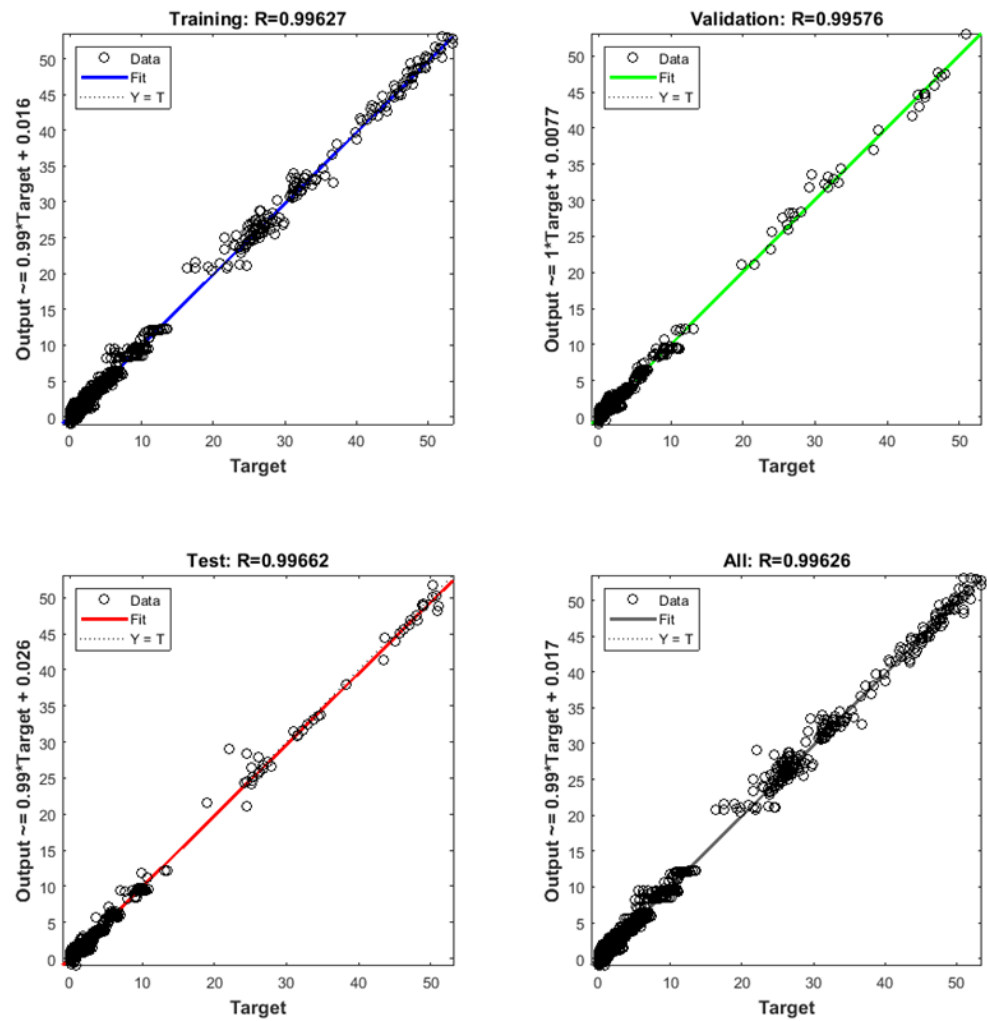 Training: R=0.99627
Output ~= 0.99*Target + 0.016
50
45
40
35
30
25
20
15
10
5
0
Data
Fit
Y = T
0 10 20 30 40 50
Target
Validation: R=0.99576
Output ~= 1*Target + 0.0077
50
45
40
35
30
25
20
15
10
5
0
Data
Fit
Y = T
0 10 20 30 40 50
Target
Test: R=0.99662
Output ~= 0.99*Target + 0.026
50
45
40
35
30
25
20
15
10
5
0
Data
Fit
Y = T
0 10 20 30 40 50
Target
All: R=0.99626
Output ~= 0.99*Target + 0.017
50
45
40
35
30
25
20
15
10
5
0
Data
Fit
Y = T
0 10 20 30 40 50
Target